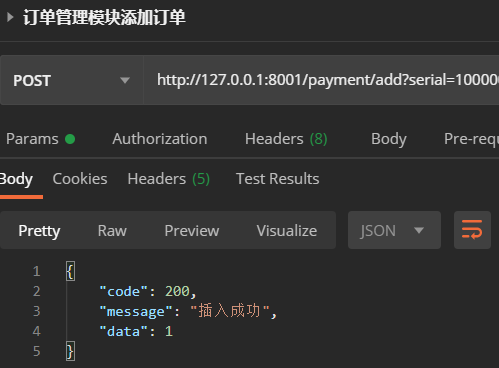 订单管理模块添加订单
POST http://127.0.0.1:8001/payment/add?serial=10000
Params Authorization Headers (8) Body Pre-requ
Body Cookies Headers (5) Test Results
Pretty Raw Preview Visualize JSON
1 {
2 "code": 200,
3 "message": "插入成功",
4 "data": 1
5 }